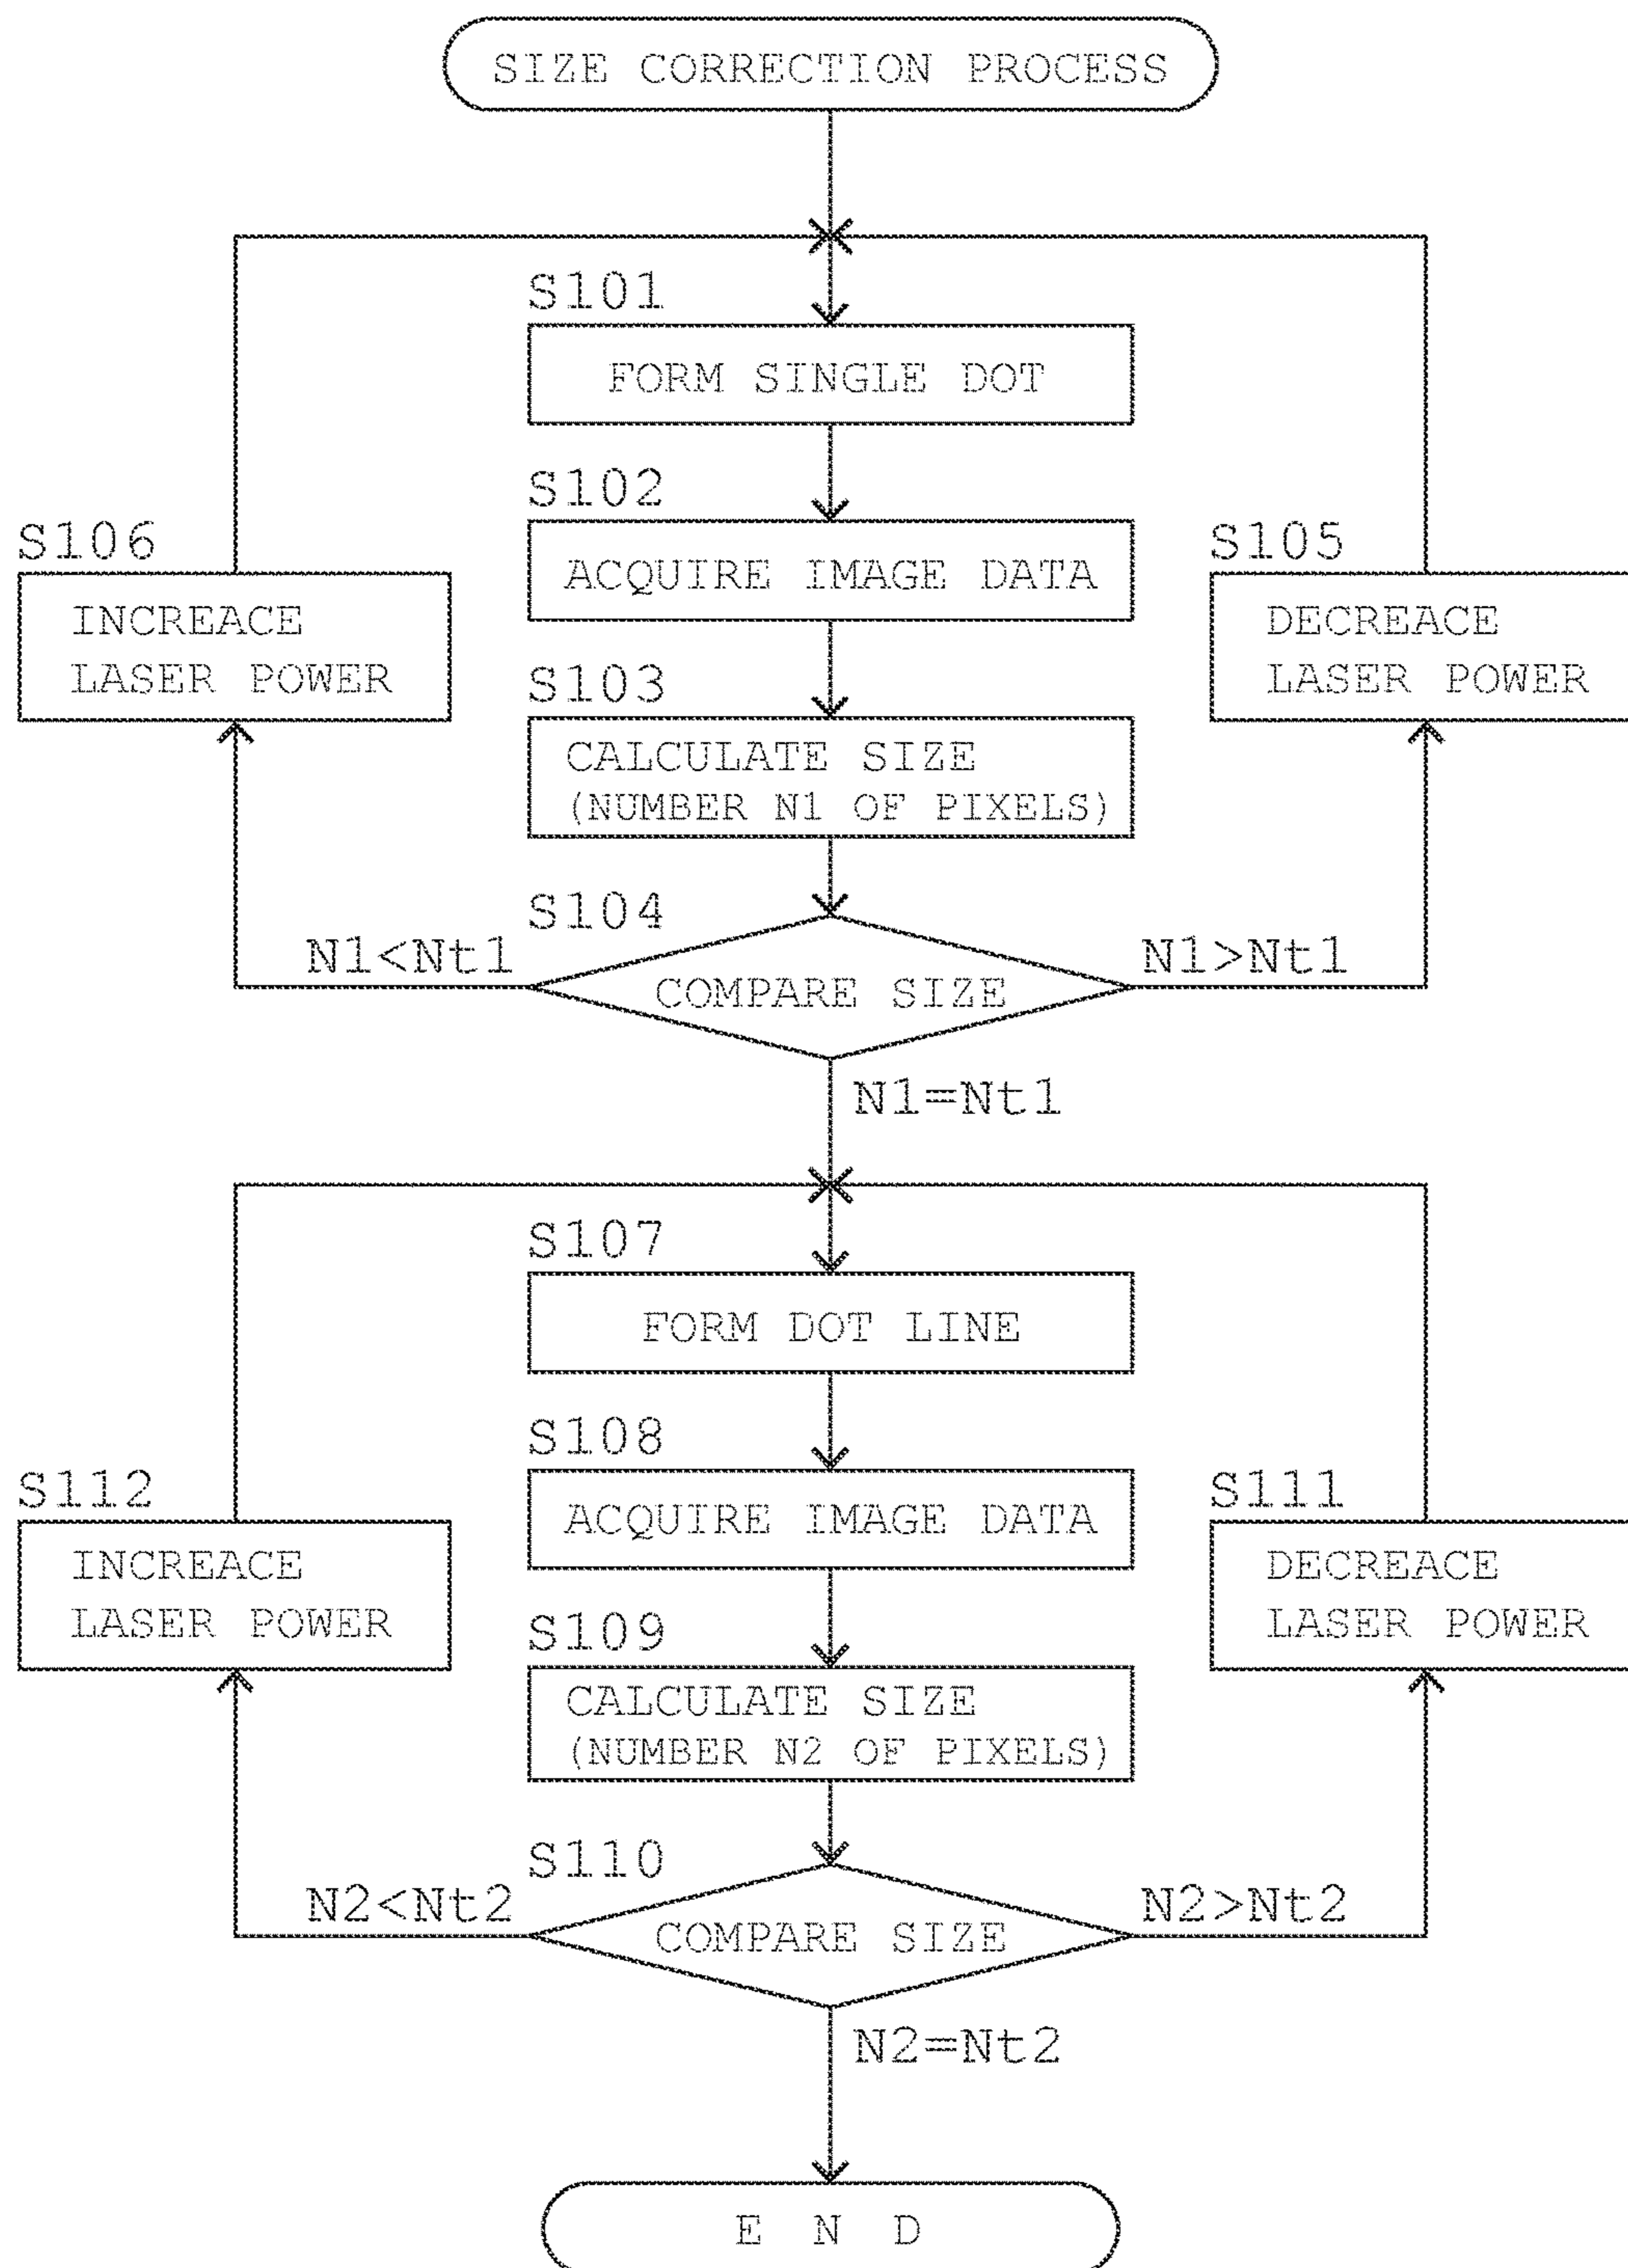 SIZE CORRECTION PROCESS
S101
FORM SINGLE DOT
S102
ACQUIRE IMAGE DATA
S106
INCREACE
LASER POWER
S105
DECREACE
LASER POWER
S103
CALCULATE SIZE
(NUMBER N1 OF PIXELS)
S104
N1<Nt1
COMPARE SIZE
N1>Nt1
N1=Nt1
S107
FORM DOT LINE
S108
ACQUIRE IMAGE DATA
S112
INCREACE
LASER POWER
S111
DECREACE
LASER POWER
S109
CALCULATE SIZE
(NUMBER N2 OF PIXELS)
S110
N2<Nt2
COMPARE SIZE
N2>Nt2
N2=Nt2
E N D